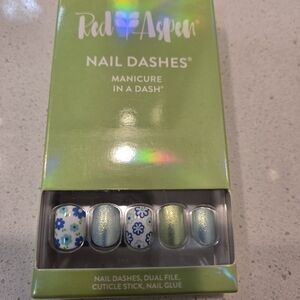 Red Aspen
NAIL DASHES®
MANICURE
IN A DASH®
NAIL DASHES, DUAL FILE,
CUTICLE STICK, NAIL GLUE